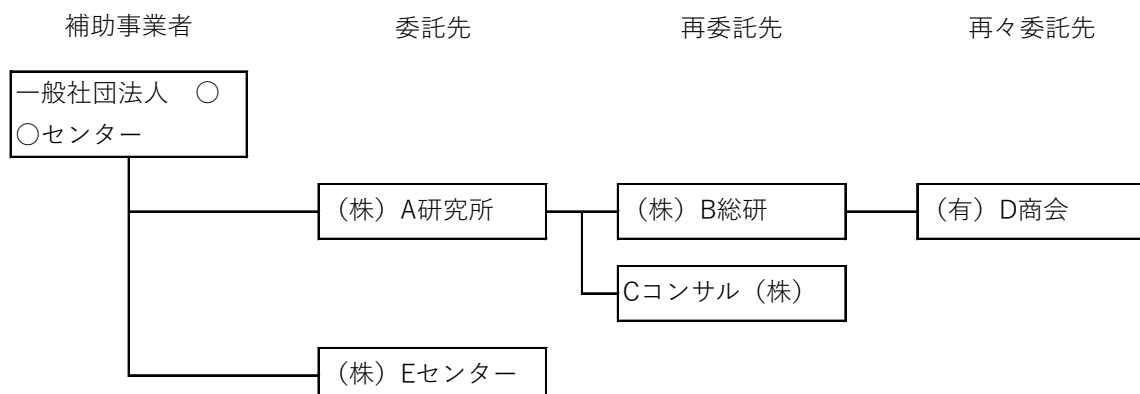 補助事業者 委託先 再委託先 再々委託先
一般社団法人　○
○センター
（株）A研究所 （株）B総研 （有）D商会
Cコンサル（株）
（株）Eセンター